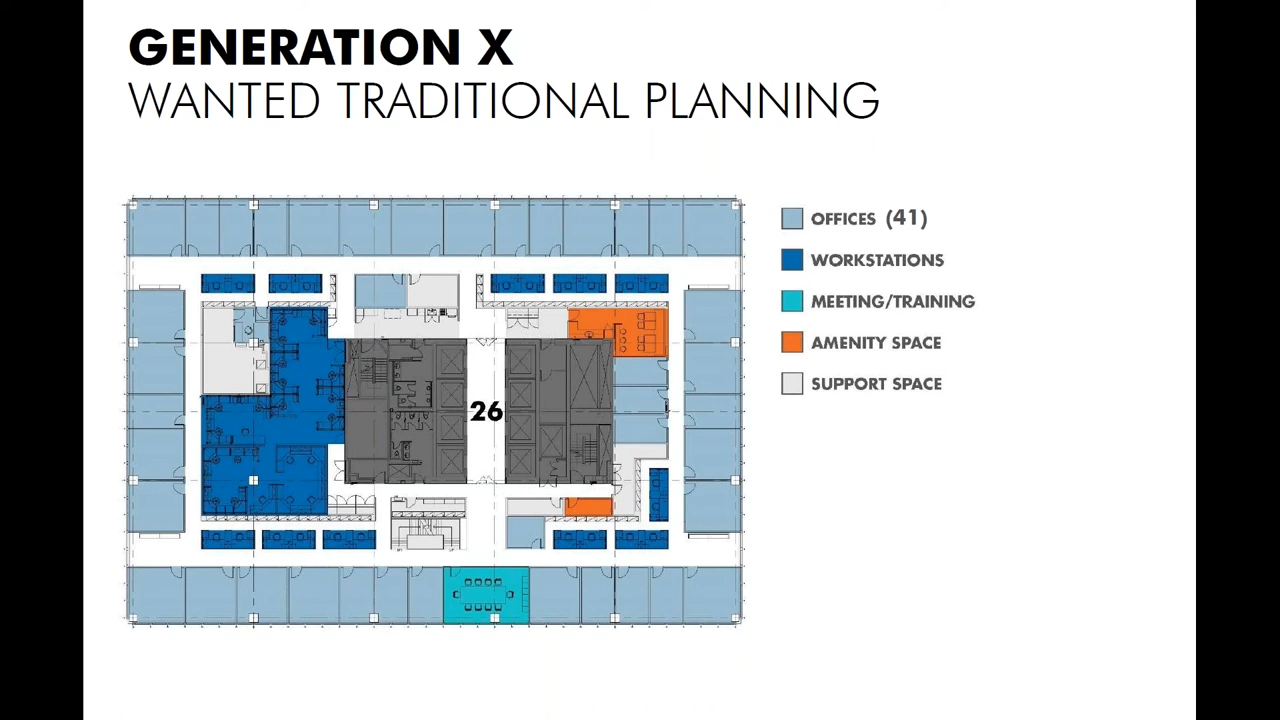 GENERATION X
WANTED TRADITIONAL PLANNING
OFFICES (41)
WORKSTATIONS
MEETING/TRAINING
AMENITY SPACE
SUPPORT SPACE
26